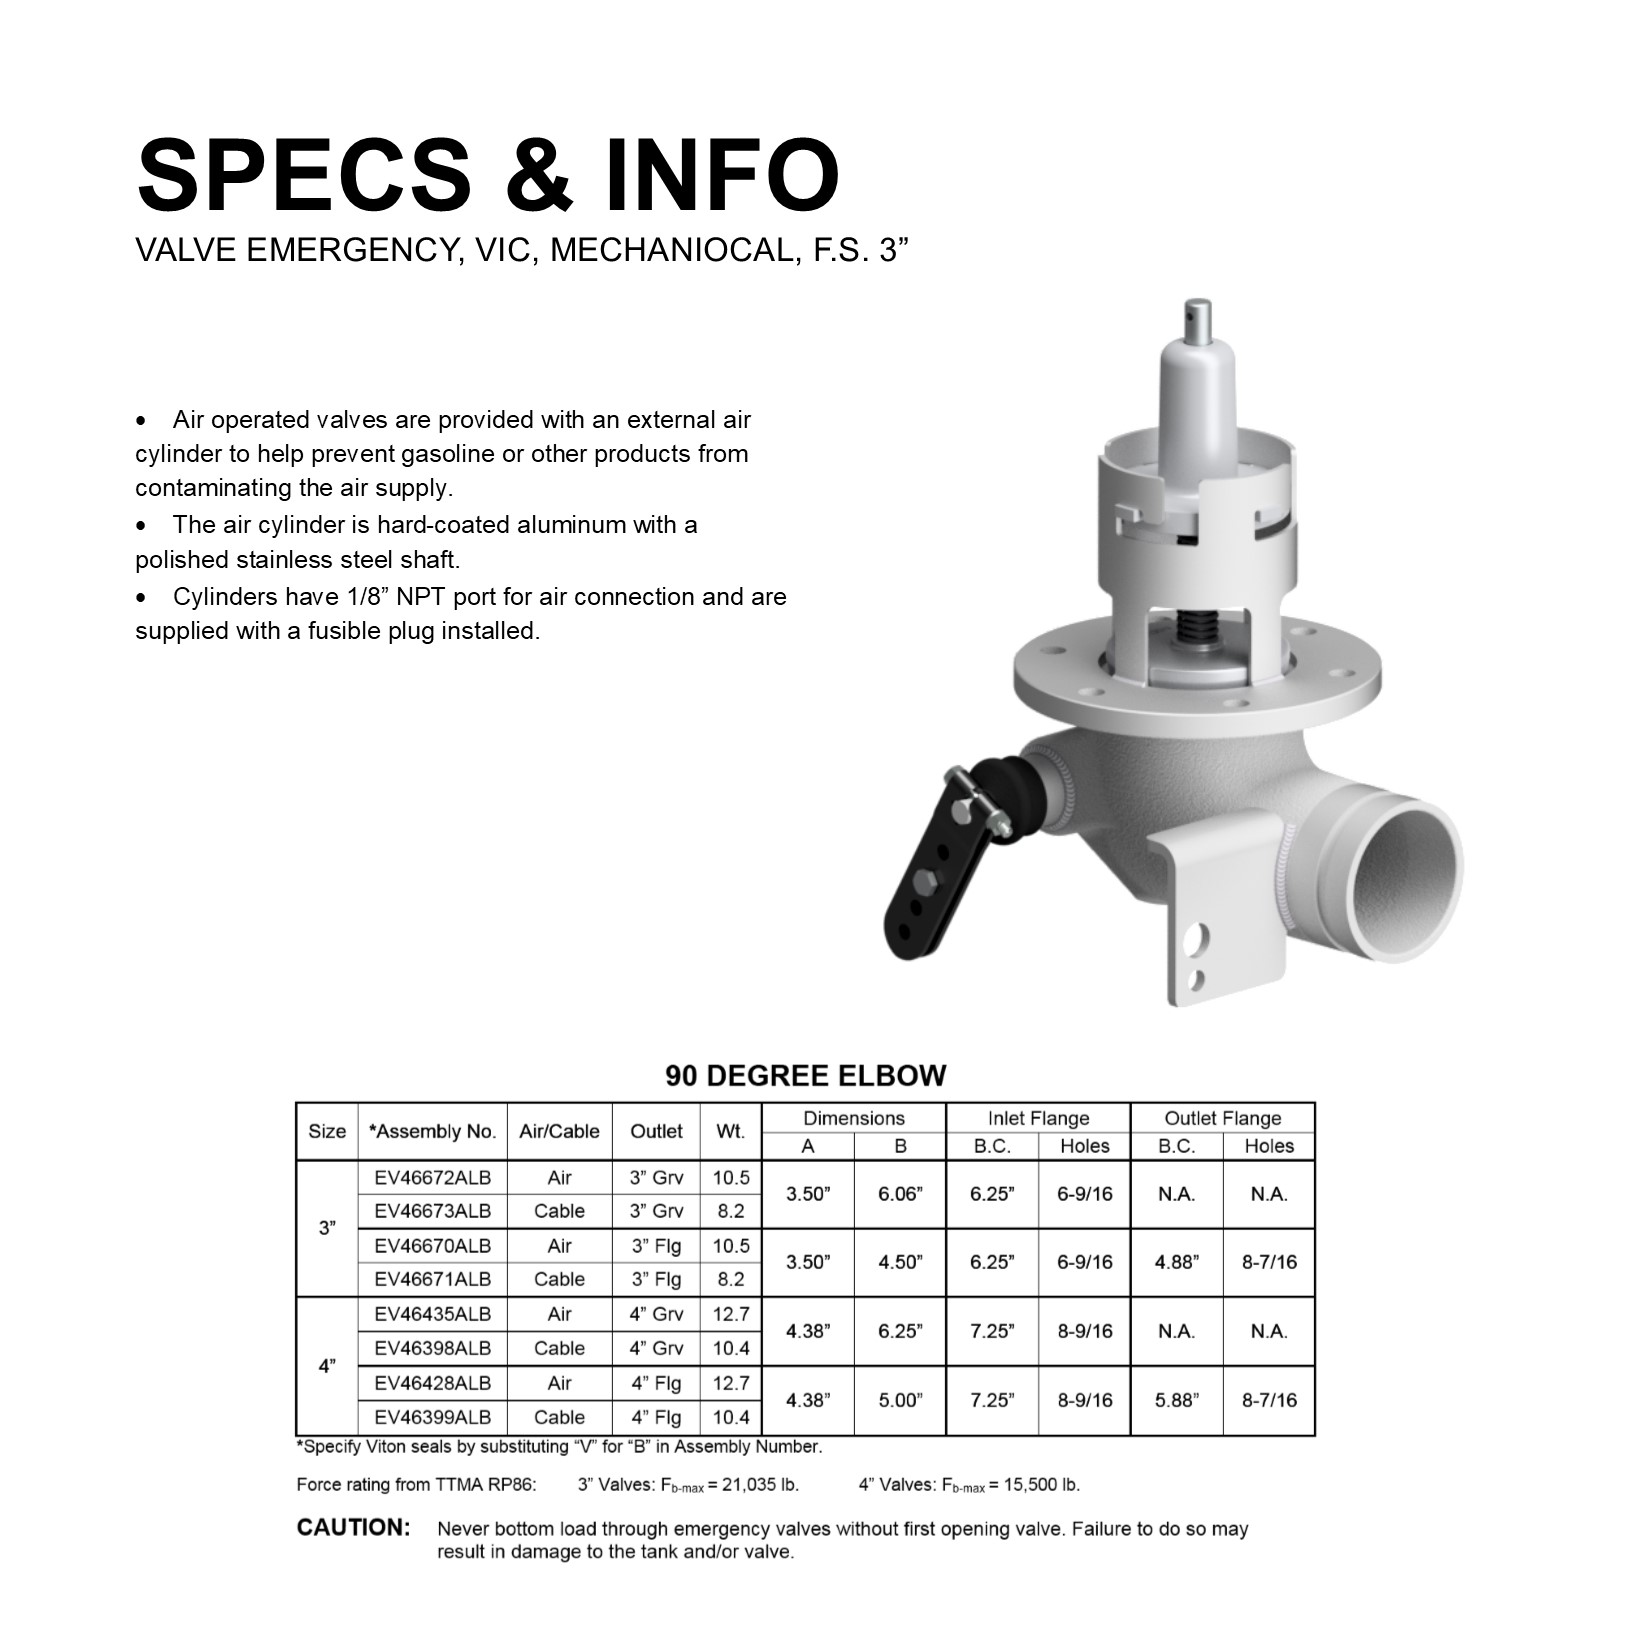 SPECS & INFO
VALVE EMERGENCY, VIC, MECHANIOCAL, F.S. 3”
• Air operated valves are provided with an external air
cylinder to help prevent gasoline or other products from
contaminating the air supply.
• The air cylinder is hard-coated aluminum with a
polished stainless steel shaft.
• Cylinders have 1/8” NPT port for air connection and are
supplied with a fusible plug installed.
90 DEGREE ELBOW
Size *Assembly No. Air/Cable Outlet Wt. Dimensions Inlet Flange Outlet Flange
A B B.C. Holes B.C. Holes
3”
EV46672ALB Air 3” Grv 10.5 3.50” 6.06” 6.25” 6-9/16 N.A. N.A.
EV46673ALB Cable 3” Grv 8.2
EV46670ALB Air 3” Flg 10.5 3.50” 4.50” 6.25” 6-9/16 4.88” 8-7/16
EV46671ALB Cable 3” Flg 8.2
4”
EV46435ALB Air 4” Grv 12.7 4.38” 6.25” 7.25” 8-9/16 N.A. N.A.
EV46398ALB Cable 4” Grv 10.4
EV46428ALB Air 4” Flg 12.7 4.38” 5.00” 7.25” 8-9/16 5.88” 8-7/16
EV46399ALB Cable 4” Flg 10.4
*Specify Viton seals by substituting “V” for “B” in Assembly Number.
Force rating from TTMA RP86: 3” Valves: Fb-max = 21,035 lb. 4” Valves: Fb-max = 15,500 lb.
CAUTION: Never bottom load through emergency valves without first opening valve. Failure to do so may
result in damage to the tank and/or valve.